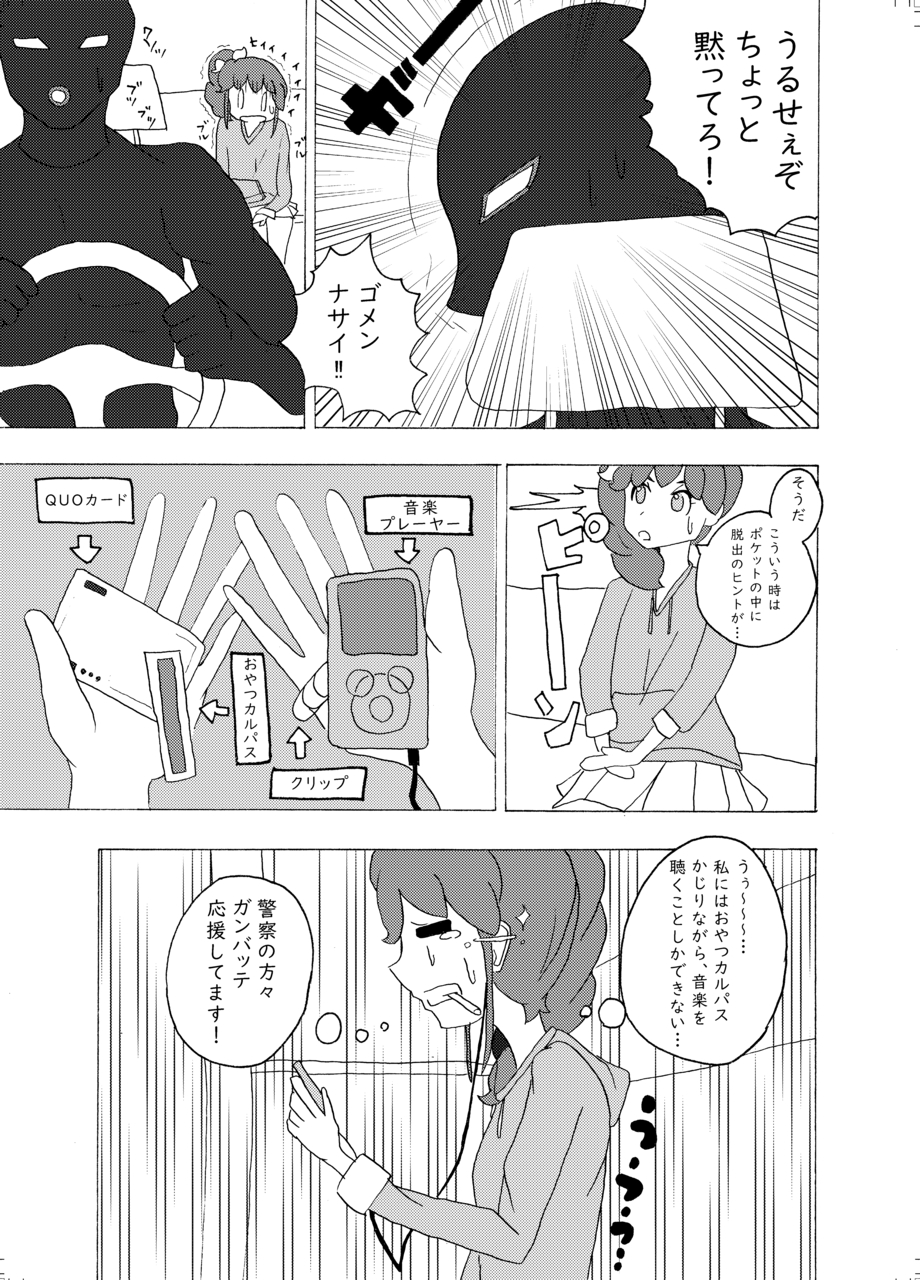 うるせぇぞ
ちょっと
黙ってろ!
ガッ
ゴメン
ナサイ!!
ヒィィィィィィ
ブル
ブル
ブツ
ブツ
そうだ
こういう時は
ポケットの中に
脱出のヒントが…
ピーン
音楽
プレーヤー
QUOカード
おやつカルパス
クリップ
うぅ~~~~…
私にはおやつカルパス
かじりながら、音楽を
聴くことしかできない…
警察の方々
ガンバッテ
応援してます!
う・う・う・